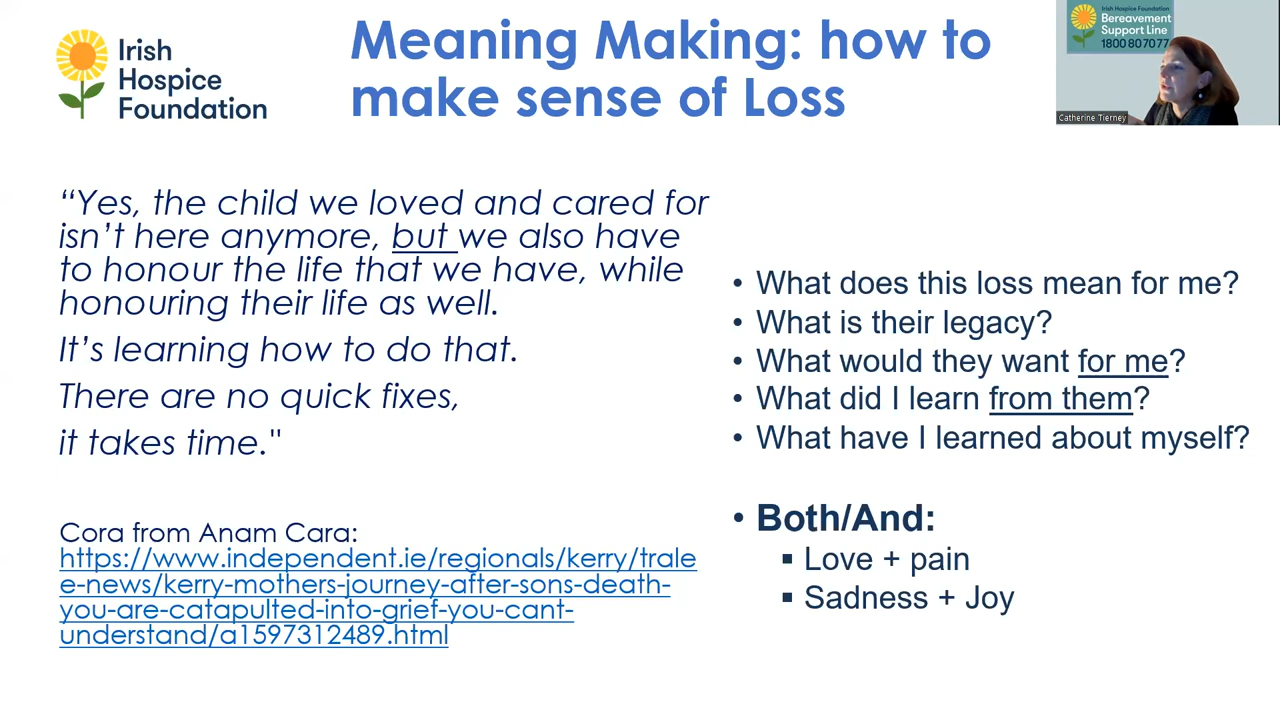 Irish
Hospice
Foundation
Meaning Making: how to
make sense of Loss
Irish Hospice Foundation
Bereavement
Support Line
1800 80 70 77
Catherine Tierney
“Yes, the child we loved and cared for
isn’t here anymore, but we also have
to honour the life that we have, while
honouring their life as well.
It’s learning how to do that.
There are no quick fixes,
it takes time."
Cora from Anam Cara:
https://www.independent.ie/regionals/kerry/trale
e-news/kerry-mothers-journey-after-sons-death-
you-are-catapulted-into-grief-you-cant-
understand/a1597312489.html
• What does this loss mean for me?
• What is their legacy?
• What would they want for me?
• What did I learn from them?
• What have I learned about myself?
• Both/And:
▪ Love + pain
▪ Sadness + Joy